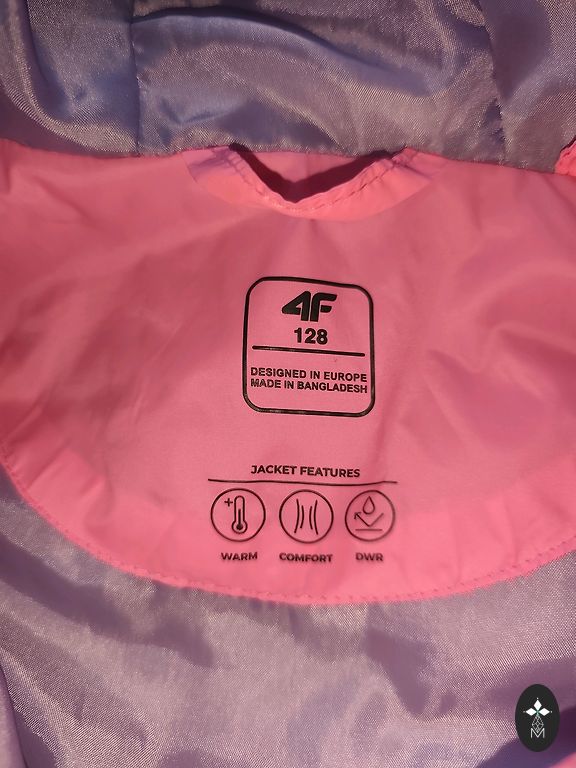 4F
128
DESIGNED IN EUROPE
MADE IN BANGLADESH
JACKET FEATURES
WARM COMFORT DWR
M